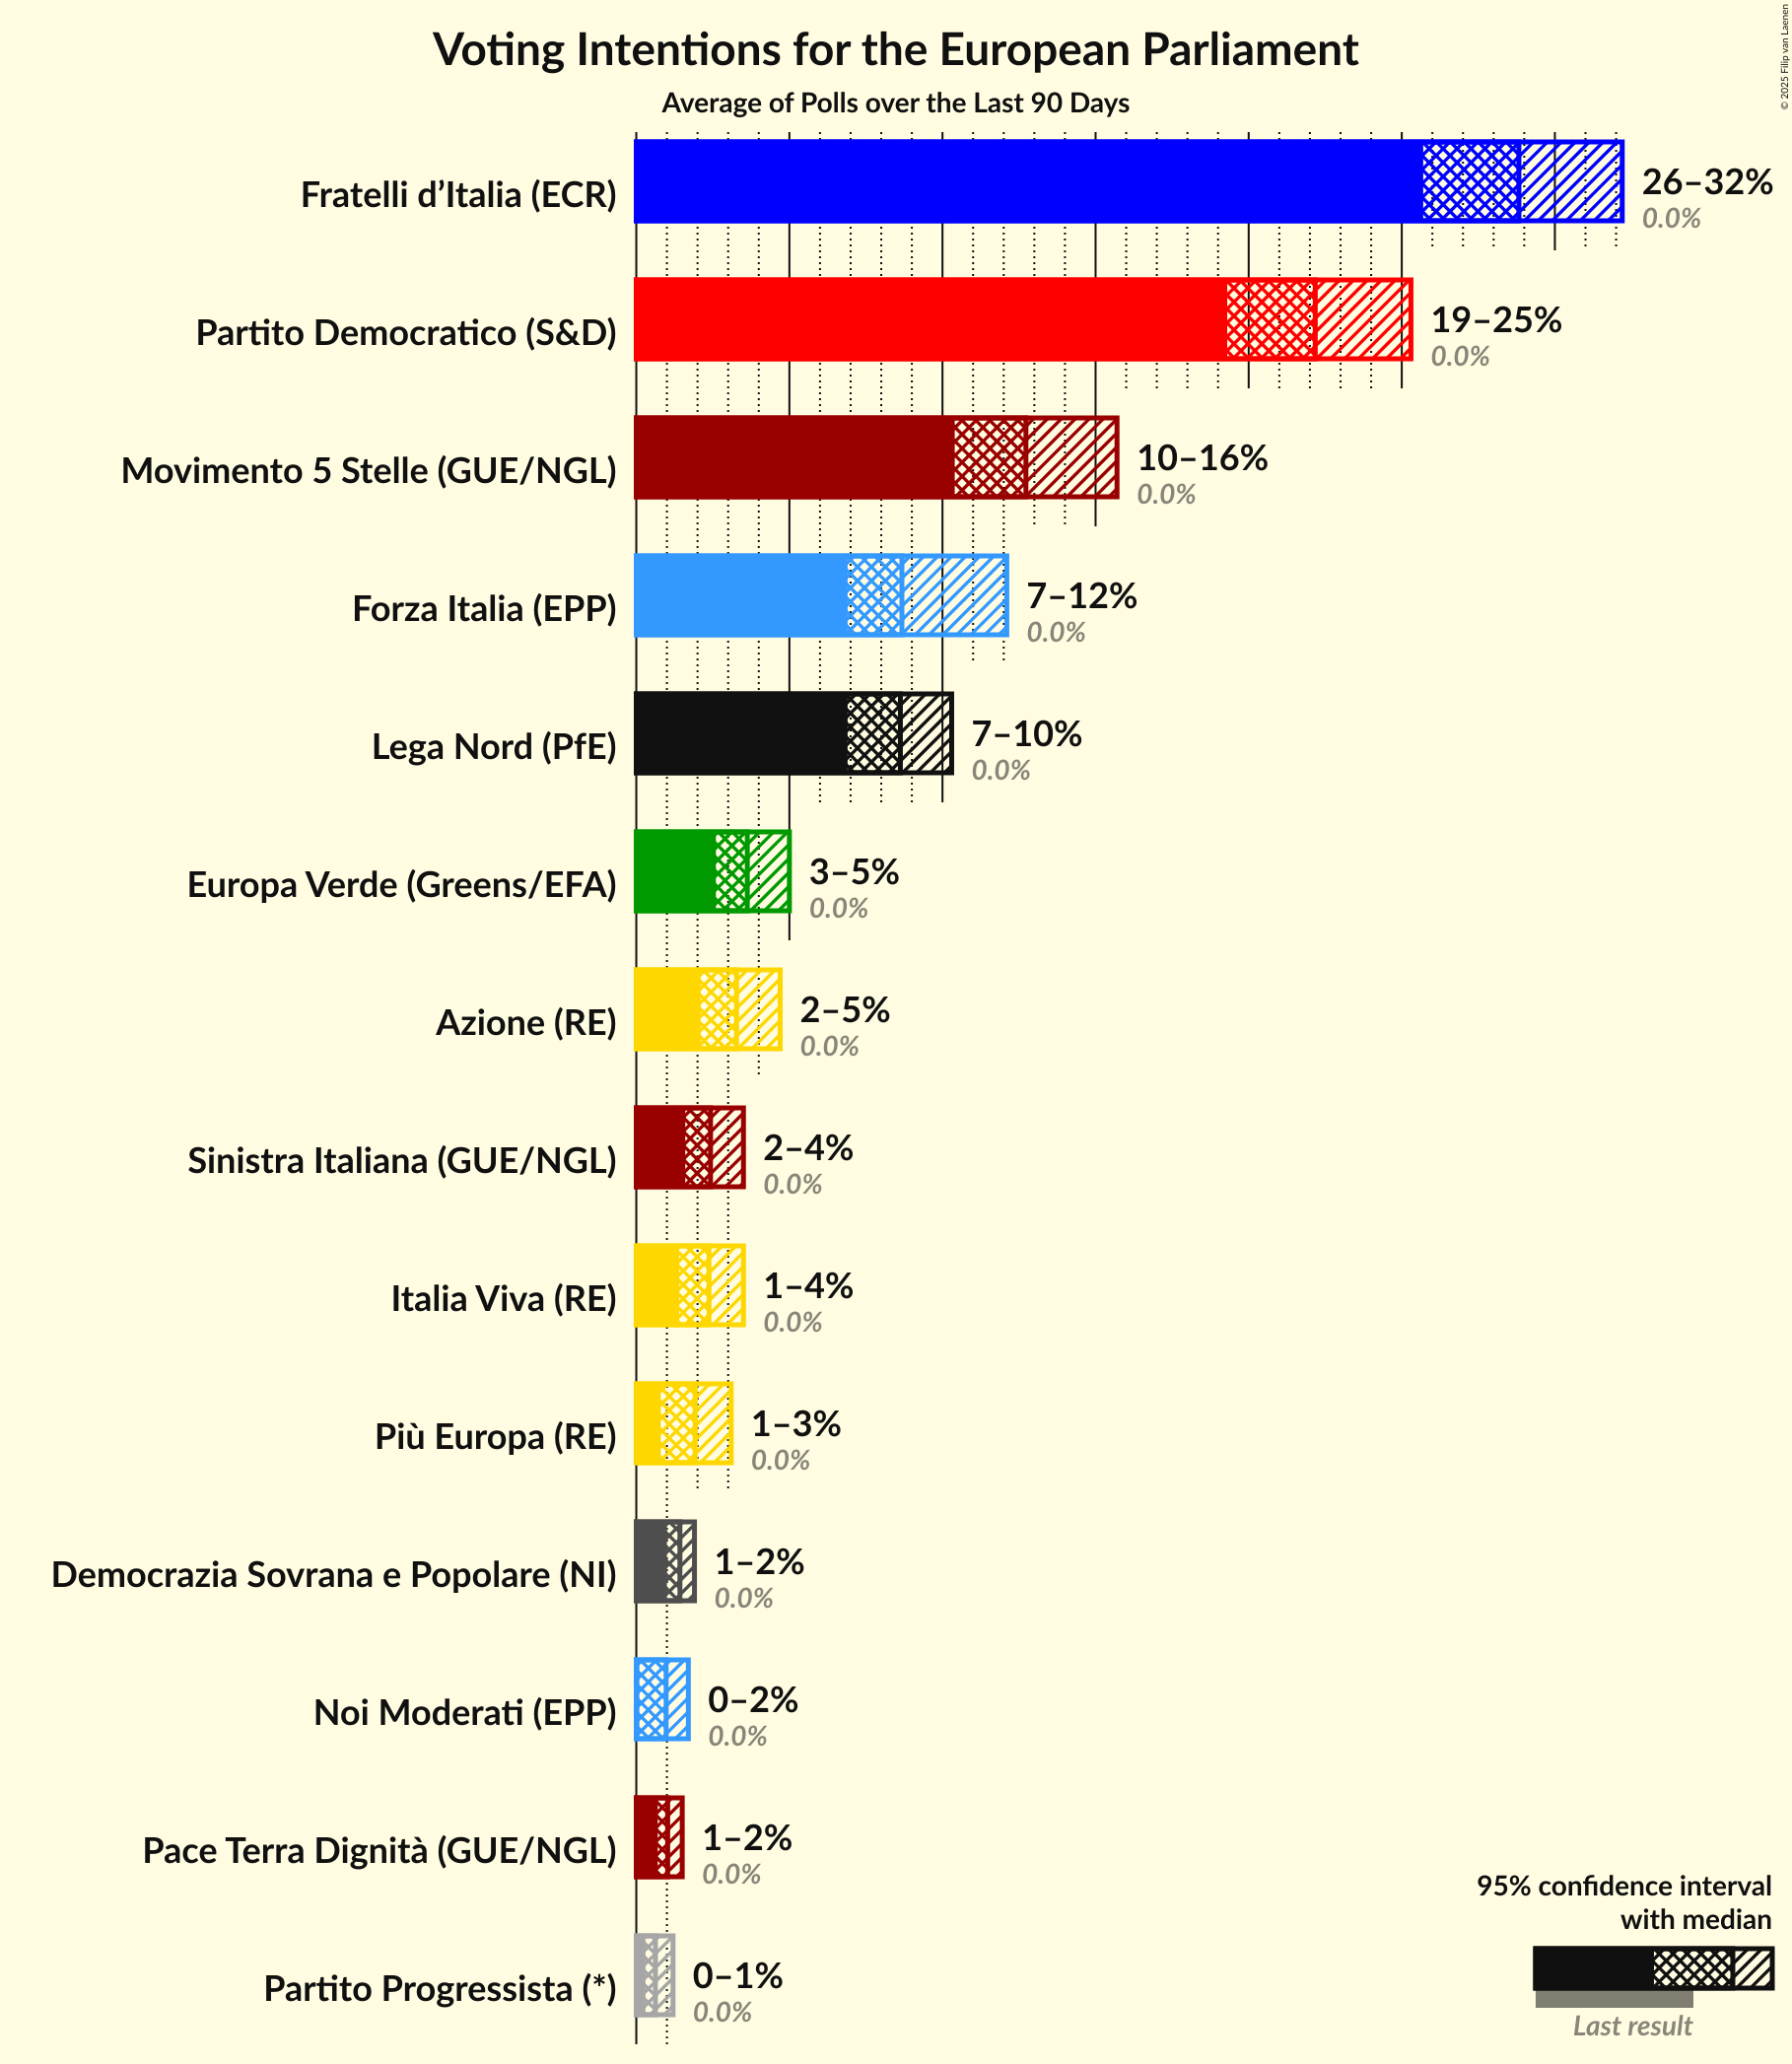 Voting Intentions for the European Parliament
Average of Polls over the Last 90 Days
© 2025 Filip van Laenen
Fratelli d’Italia (ECR)
26–32%
0.0%
Partito Democratico (S&D)
19–25%
0.0%
Movimento 5 Stelle (GUE/NGL)
10–16%
0.0%
Forza Italia (EPP)
7–12%
0.0%
Lega Nord (PfE)
7–10%
0.0%
Europa Verde (Greens/EFA)
3–5%
0.0%
Azione (RE)
2–5%
0.0%
Sinistra Italiana (GUE/NGL)
2–4%
0.0%
Italia Viva (RE)
1–4%
0.0%
Più Europa (RE)
1–3%
0.0%
Democrazia Sovrana e Popolare (NI)
1–2%
0.0%
Noi Moderati (EPP)
0–2%
0.0%
Pace Terra Dignità (GUE/NGL)
1–2%
0.0%
Partito Progressista (*)
0–1%
0.0%
95% confidence interval
with median
Last result